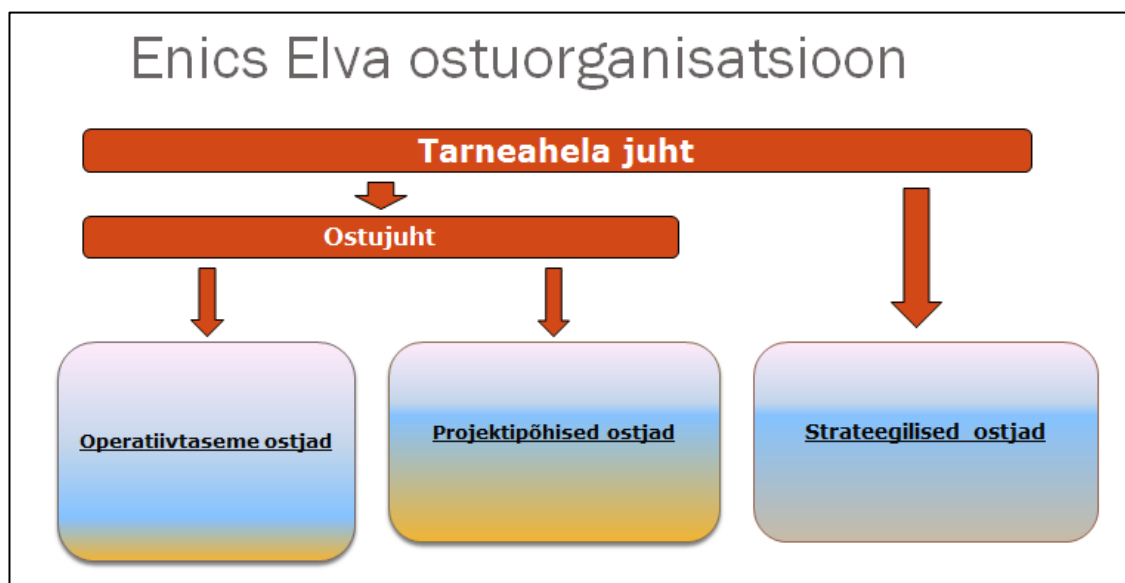 Enics Elva ostuorganisatsioon
Tarneahela juht
Ostujuht
Operatiivtaseme ostjad
Projektipõhised ostjad
Strateegilised ostjad